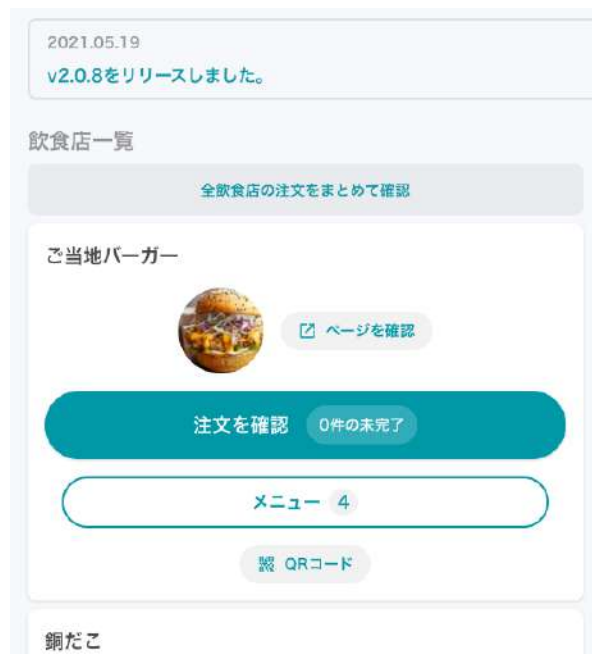 2021.05.19
v2.0.8をリリースしました。
飲食店一覧
全飲食店の注文をまとめて確認
ご当地バーガー
ページを確認
注文を確認 0件の未完了
メニュー 4
QRコード
銅だこ